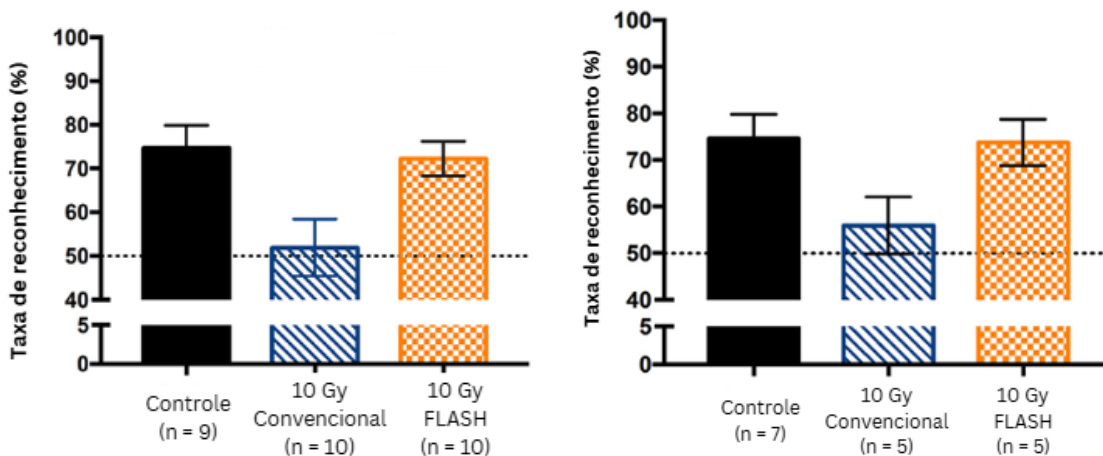 Taxa de reconhecimento (%)
100
90
80
70
60
50
40
5
0
Controle
(n = 9)
10 Gy
Convencional
(n = 10)
10 Gy
FLASH
(n = 10)
Taxa de reconhecimento (%)
100
90
80
70
60
50
40
5
0
Controle
(n = 7)
10 Gy
Convencional
(n = 5)
10 Gy
FLASH
(n = 5)